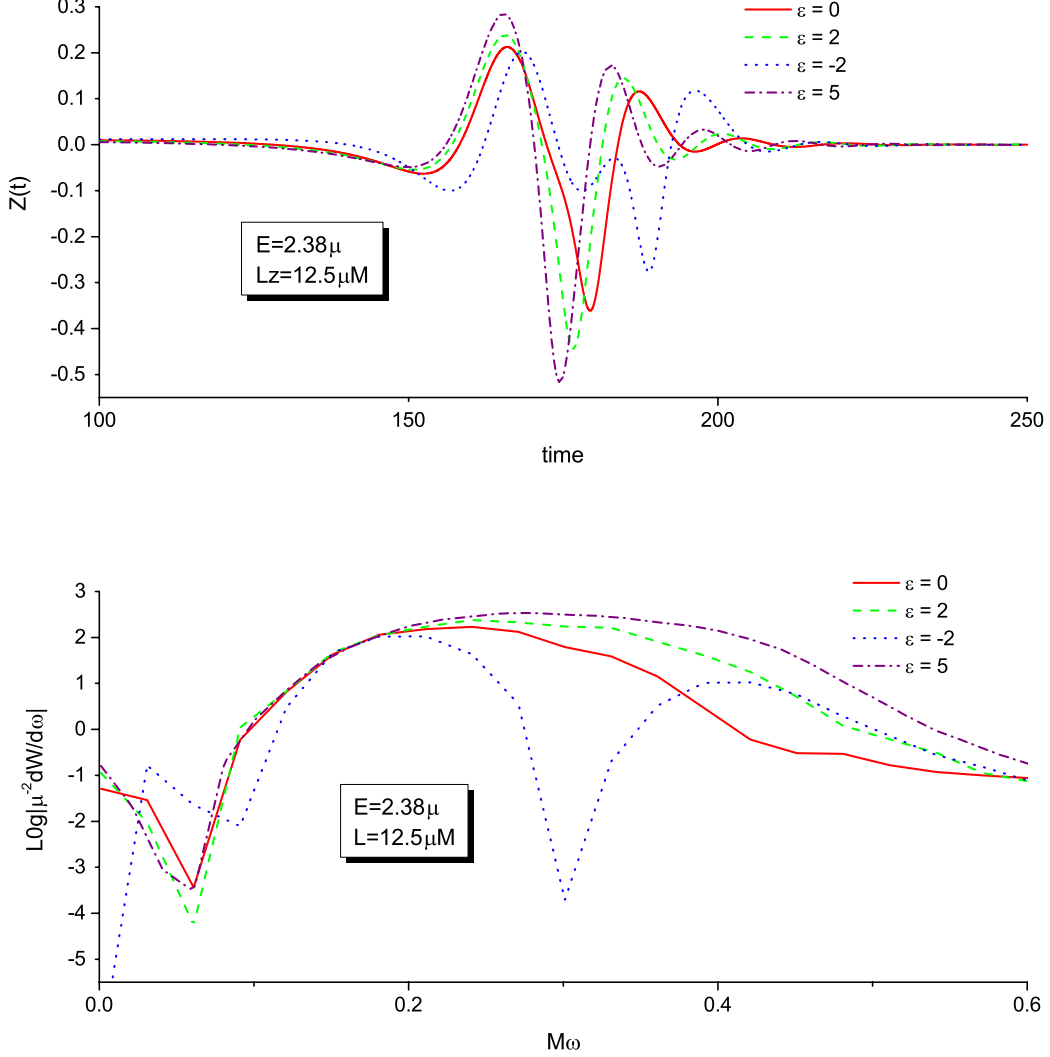 0.3
0.2
0.1
0.0
-0.1
-0.2
-0.3
-0.4
-0.5
Z(t)
ε = 0
ε = 2
ε = -2
ε = 5
E=2.38μ
Lz=12.5μM
100
150
200
250
time
3
2
1
0
-1
-2
-3
-4
-5
L0g|μ⁻²dW/dω|
ε = 0
ε = 2
ε = -2
ε = 5
E=2.38μ
L=12.5μM
0.0
0.2
0.4
0.6
Mω